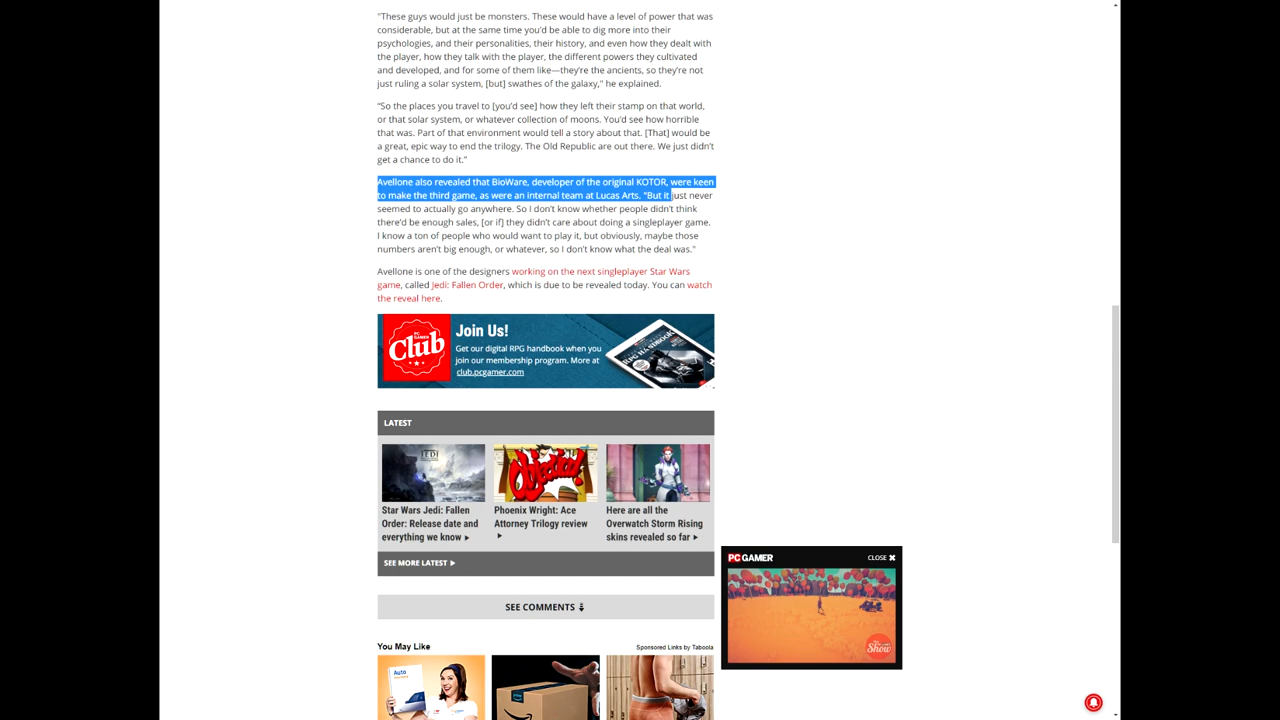 "These guys would just be monsters. These would have a level of power that was
considerable, but at the same time you'd be able to dig more into their
psychologies, and their personalities, their history, and even how they dealt with
the player, how they talk with the player, the different powers they cultivated
and developed, and for some of them like—they're the ancients, so they're not
just ruling a solar system, [but] swathes of the galaxy," he explained.
“So the places you travel to [you’d see] how they left their stamp on that world,
or that solar system, or whatever collection of moons. You’d see how horrible
that was. Part of that environment would tell a story about that. [That] would be
a great, epic way to end the trilogy. The Old Republic are out there. We just didn’t
get a chance to do it.”
Avellone also revealed that BioWare, developer of the original KOTOR, were keen
to make the third game, as were an internal team at Lucas Arts. "But it just never
seemed to actually go anywhere. So I don’t know whether people didn’t think
there’d be enough sales, [or if] they didn’t care about doing a singleplayer game.
I know a ton of people who would want to play it, but obviously, maybe those
numbers aren’t big enough, or whatever, so I don’t know what the deal was."
Avellone is one of the designers working on the next singleplayer Star Wars
game, called Jedi: Fallen Order, which is due to be revealed today. You can watch
the reveal here.
PC GAMER
Club
Join Us!
Get our digital RPG handbook when you
join our membership program. More at
club.pcgamer.com
RPG HANDBOOK
LATEST
JEDI
Objection!
Star Wars Jedi: Fallen
Order: Release date and
everything we know
Phoenix Wright: Ace
Attorney Trilogy review
Here are all the
Overwatch Storm Rising
skins revealed so far
SEE MORE LATEST
SEE COMMENTS
PC GAMER
CLOSE
Show
You May Like
Sponsored Links by Taboola
Auto